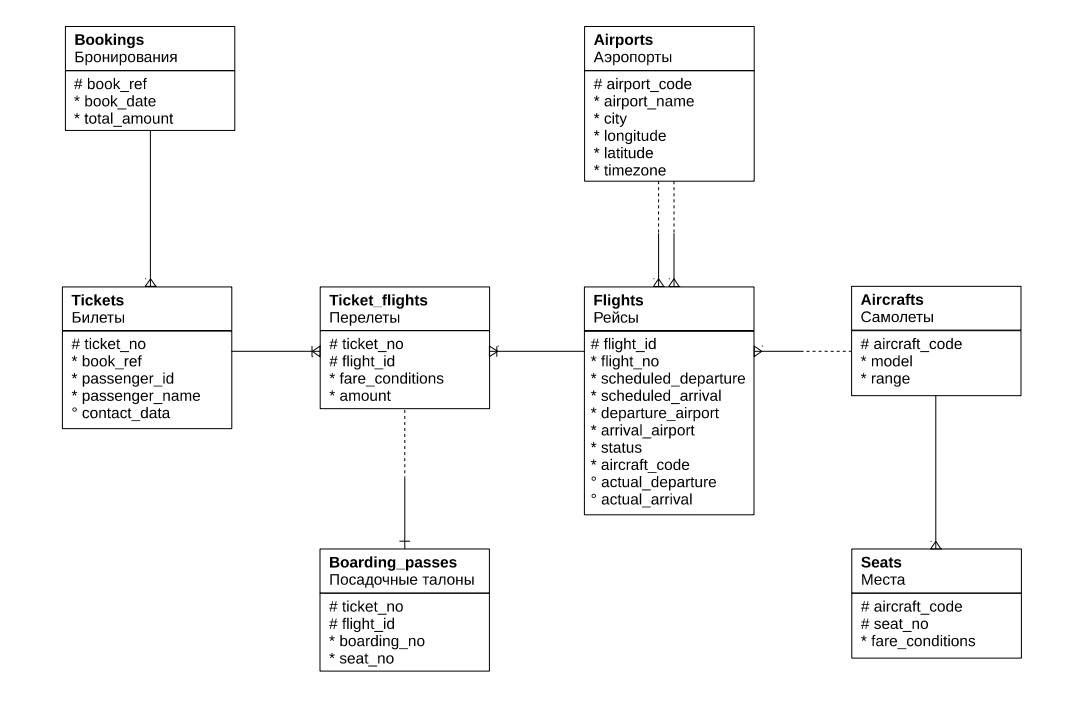 Bookings
Бронирования
# book_ref
* book_date
* total_amount
Airports
Аэропорты
# airport_code
* airport_name
* city
* longitude
* latitude
* timezone
Tickets
Билеты
# ticket_no
* book_ref
* passenger_id
* passenger_name
° contact_data
Ticket_flights
Перелеты
# ticket_no
# flight_id
* fare_conditions
* amount
Flights
Рейсы
# flight_id
* flight_no
* scheduled_departure
* scheduled_arrival
* departure_airport
* arrival_airport
* status
* aircraft_code
° actual_departure
° actual_arrival
Aircrafts
Самолеты
# aircraft_code
* model
* range
Boarding_passes
Посадочные талоны
# ticket_no
# flight_id
* boarding_no
* seat_no
Seats
Места
# aircraft_code
# seat_no
* fare_conditions